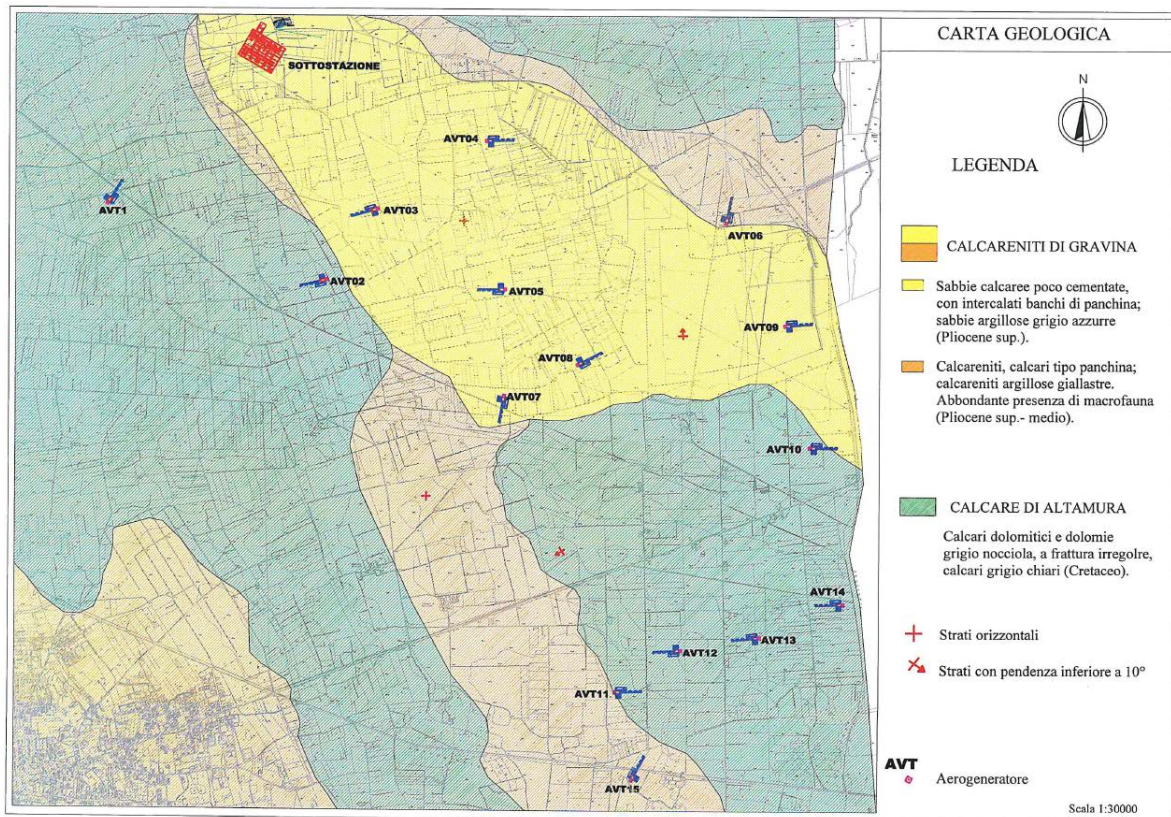 SOTTOSTAZIONE
AVT04
AVT1
AVT03
AVT06
AVT02
AVT05
AVT09
AVT08
AVT07
AVT10
AVT14
AVT13
AVT12
AVT11
AVT15
CARTA GEOLOGICA
N
LEGENDA
CALCARENITI DI GRAVINA
Sabbie calcaree poco cementate,
con intercalati banchi di panchina;
sabbie argillose grigio azzurre
(Pliocene sup.).
Calcareniti, calcari tipo panchina;
calcareniti argillose giallastre.
Abbondante presenza di macrofauna
(Pliocene sup.- medio).
CALCARE DI ALTAMURA
Calcari dolomitici e dolomie
grigio nocciola, a frattura irregolre,
calcari grigio chiari (Cretaceo).
Strati orizzontali
Strati con pendenza inferiore a 10°
AVT
Aerogeneratore
Scala 1:30000